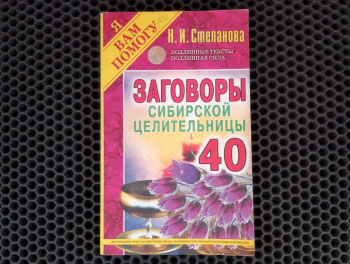 Я ВАМ ПОМОГУ
Н. И. Степанова
ПОДЛИННЫЕ ТЕКСТЫ
ПОДЛИННАЯ СИЛА
ЗАГОВОРЫ
СИБИРСКОЙ
ЦЕЛИТЕЛЬНИЦЫ
40